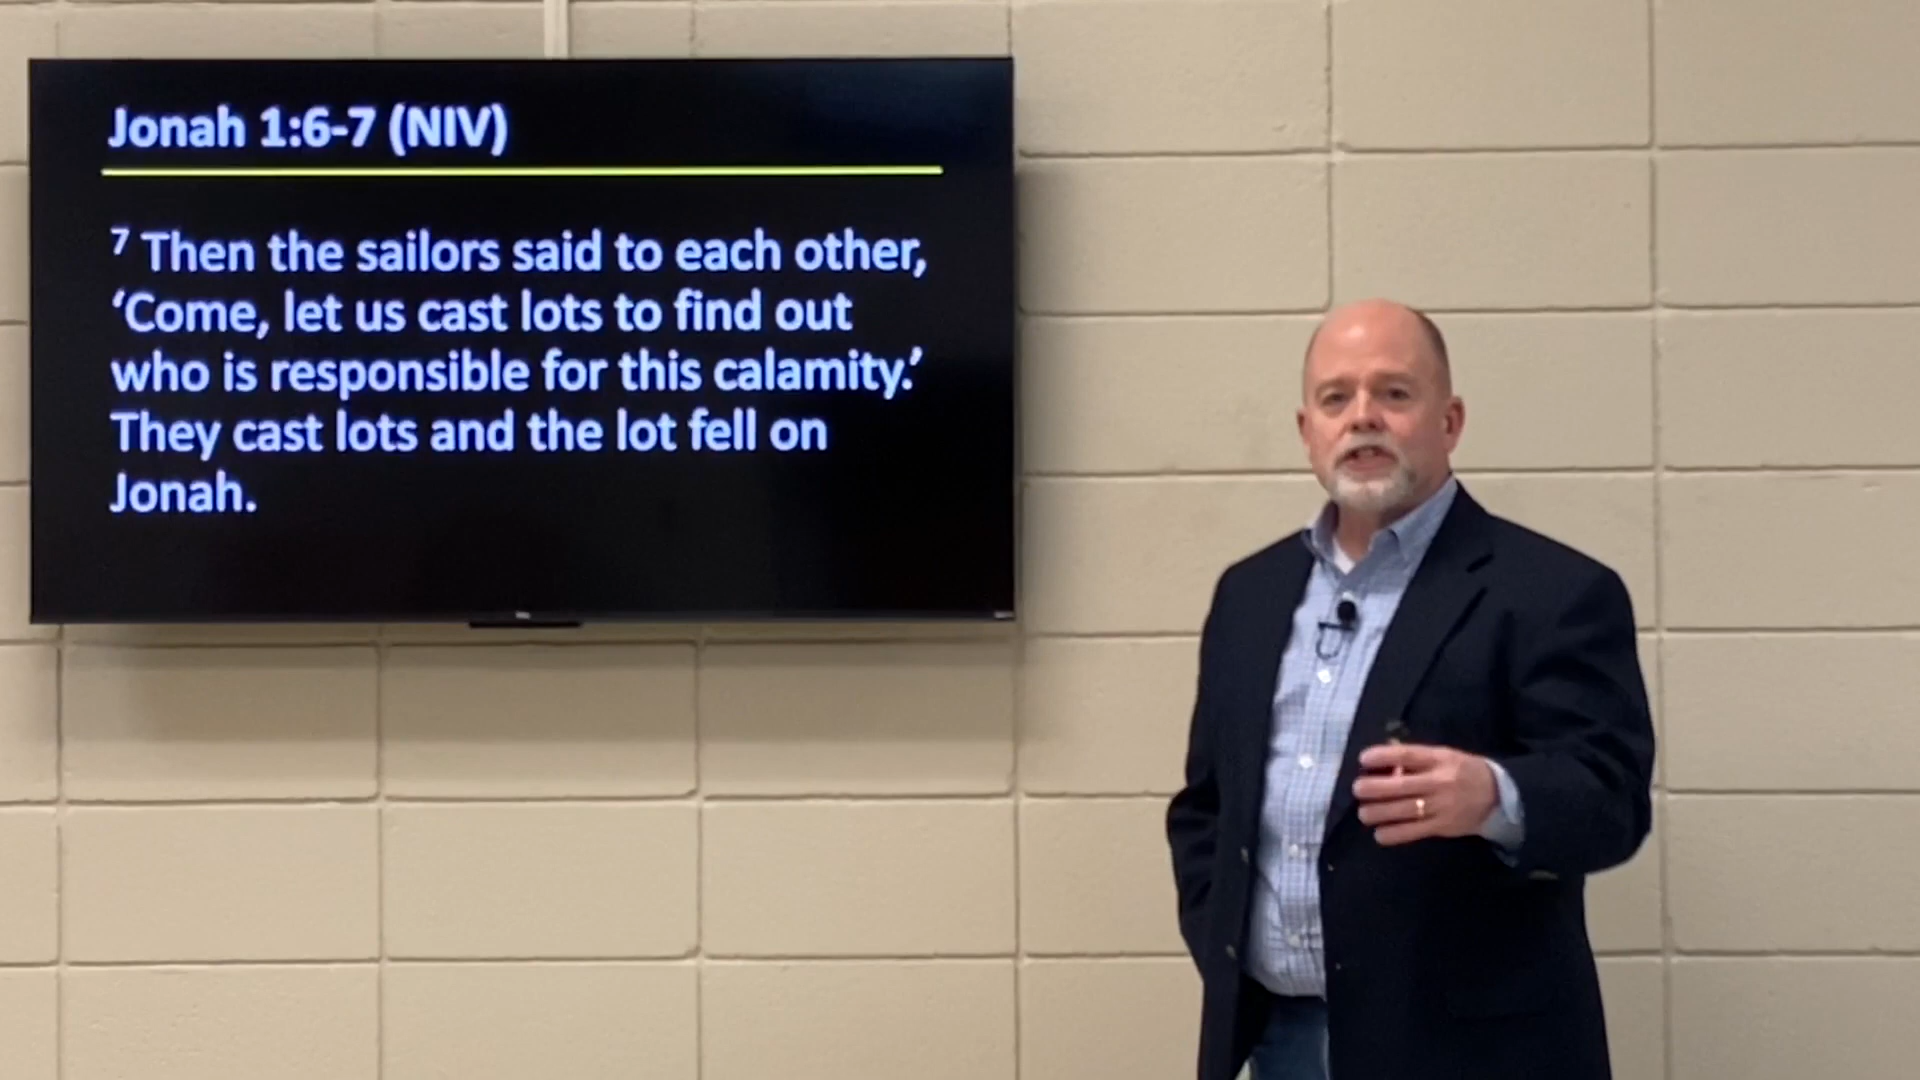 Jonah 1:6-7 (NIV)
⁷ Then the sailors said to each other,
‘Come, let us cast lots to find out
who is responsible for this calamity.’
They cast lots and the lot fell on
Jonah.